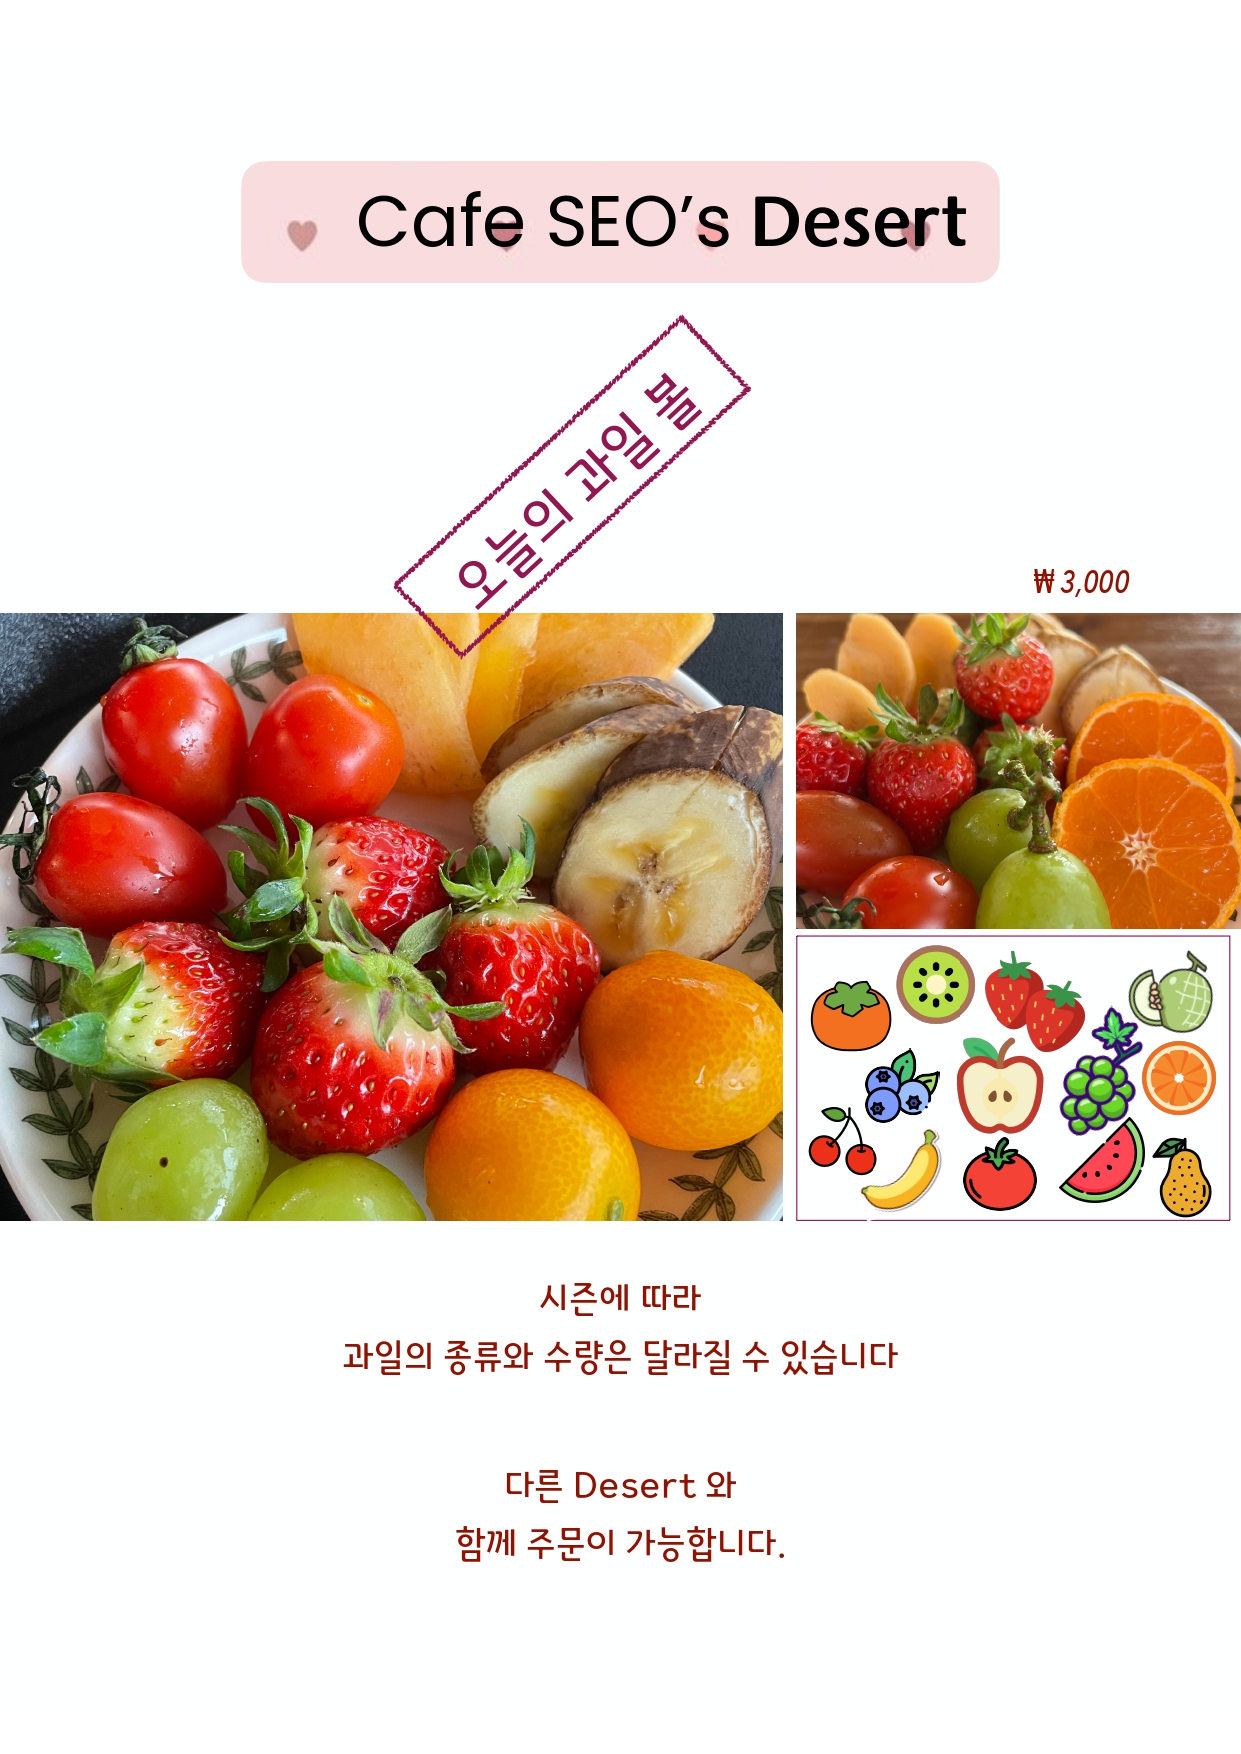 Cafe SEO’s Desert
오늘의 과일 볼
₩ 3,000
시즌에 따라
과일의 종류와 수량은 달라질 수 있습니다
다른 Desert 와
함께 주문이 가능합니다.